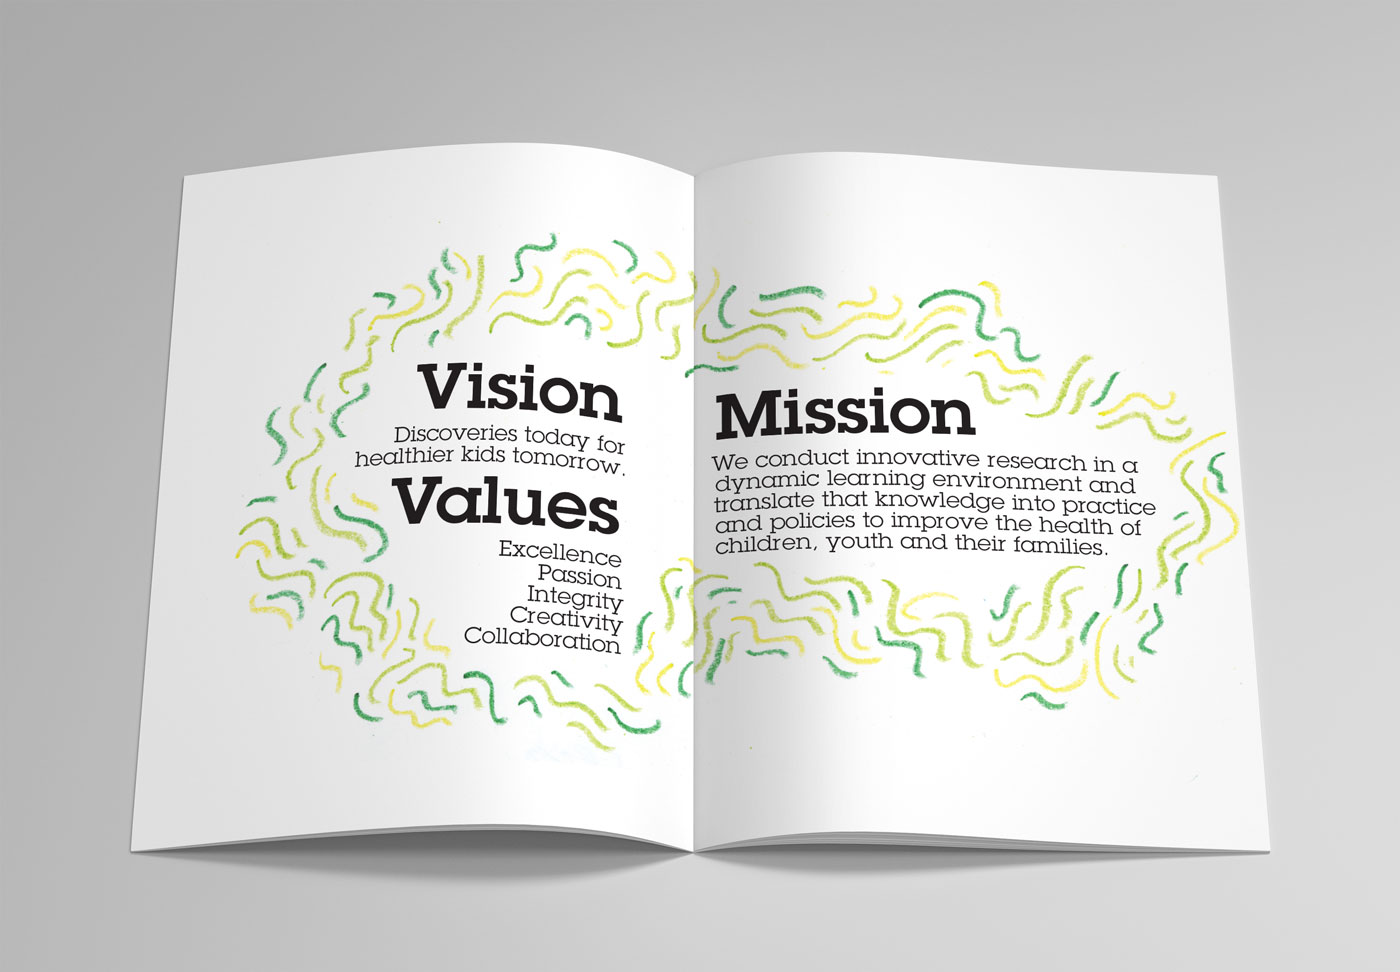 Vision
Discoveries today for
healthier kids tomorrow.
Values
Excellence
Passion
Integrity
Creativity
Collaboration
Mission
We conduct innovative research in a
dynamic learning environment and
translate that knowledge into practice
and policies to improve the health of
children, youth and their families.